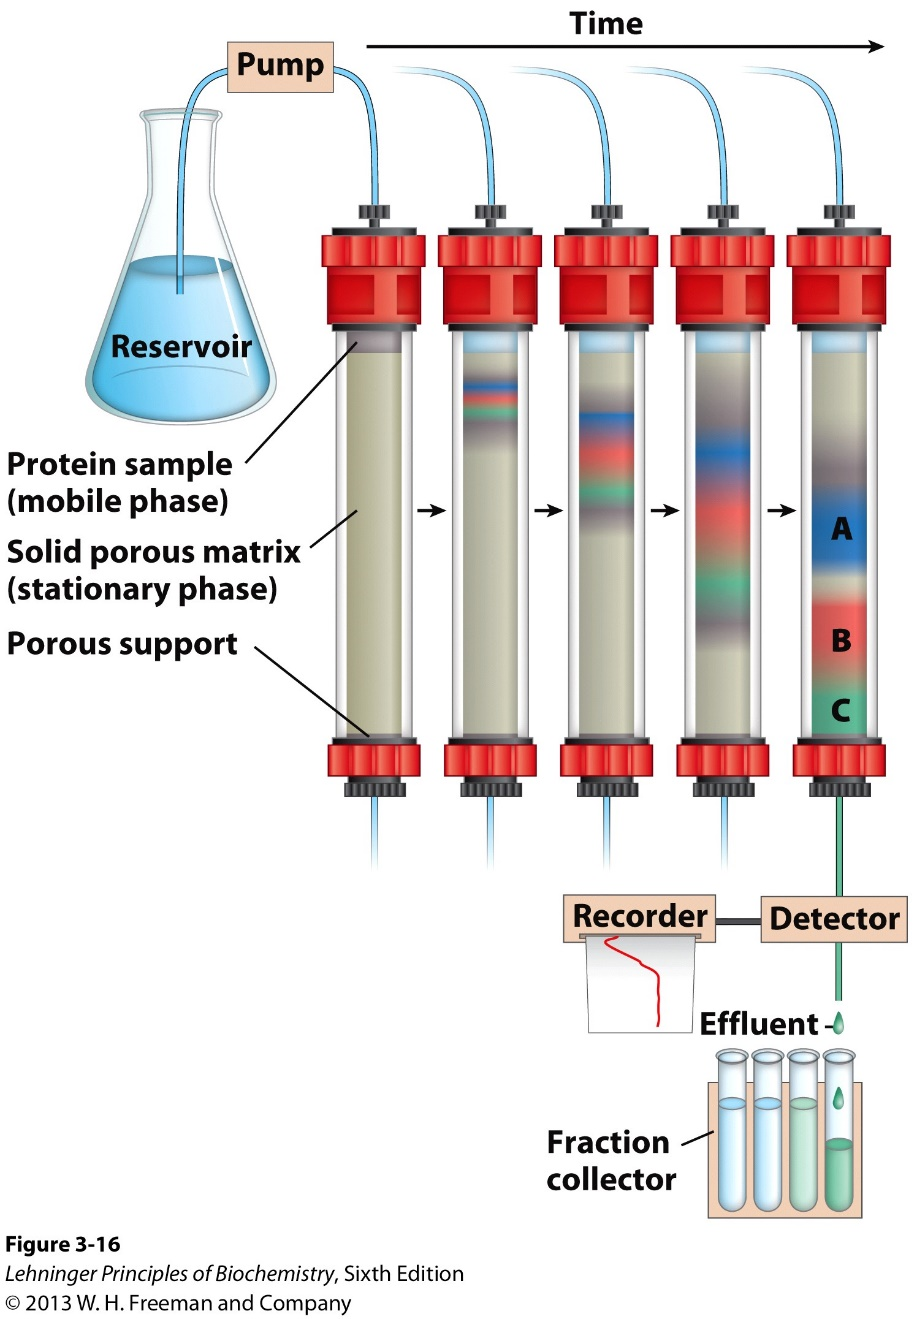 Time
Pump
Reservoir
Protein sample
(mobile phase)
Solid porous matrix
(stationary phase)
Porous support
A
B
C
Recorder
Detector
Effluent
Fraction
collector
Figure 3-16
Lehninger Principles of Biochemistry, Sixth Edition
© 2013 W. H. Freeman and Company